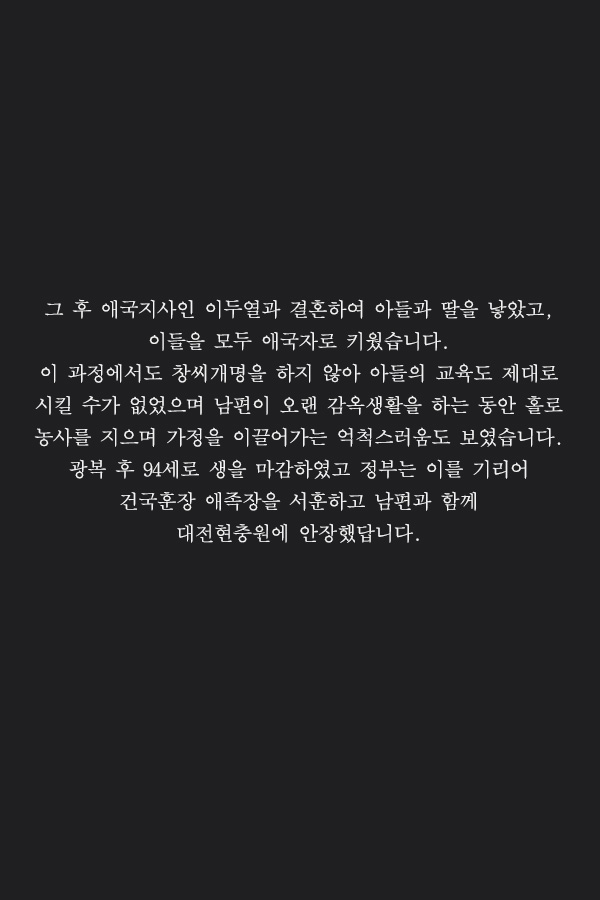 그 후 애국지사인 이두열과 결혼하여 아들과 딸을 낳았고,
이들을 모두 애국자로 키웠습니다.
이 과정에서도 창씨개명을 하지 않아 아들의 교육도 제대로
시킬 수가 없었으며 남편이 오랜 감옥생활을 하는 동안 홀로
농사를 지으며 가정을 이끌어가는 억척스러움도 보였습니다.
광복 후 94세로 생을 마감하였고 정부는 이를 기리어
건국훈장 애족장을 서훈하고 남편과 함께
대전현충원에 안장했답니다.